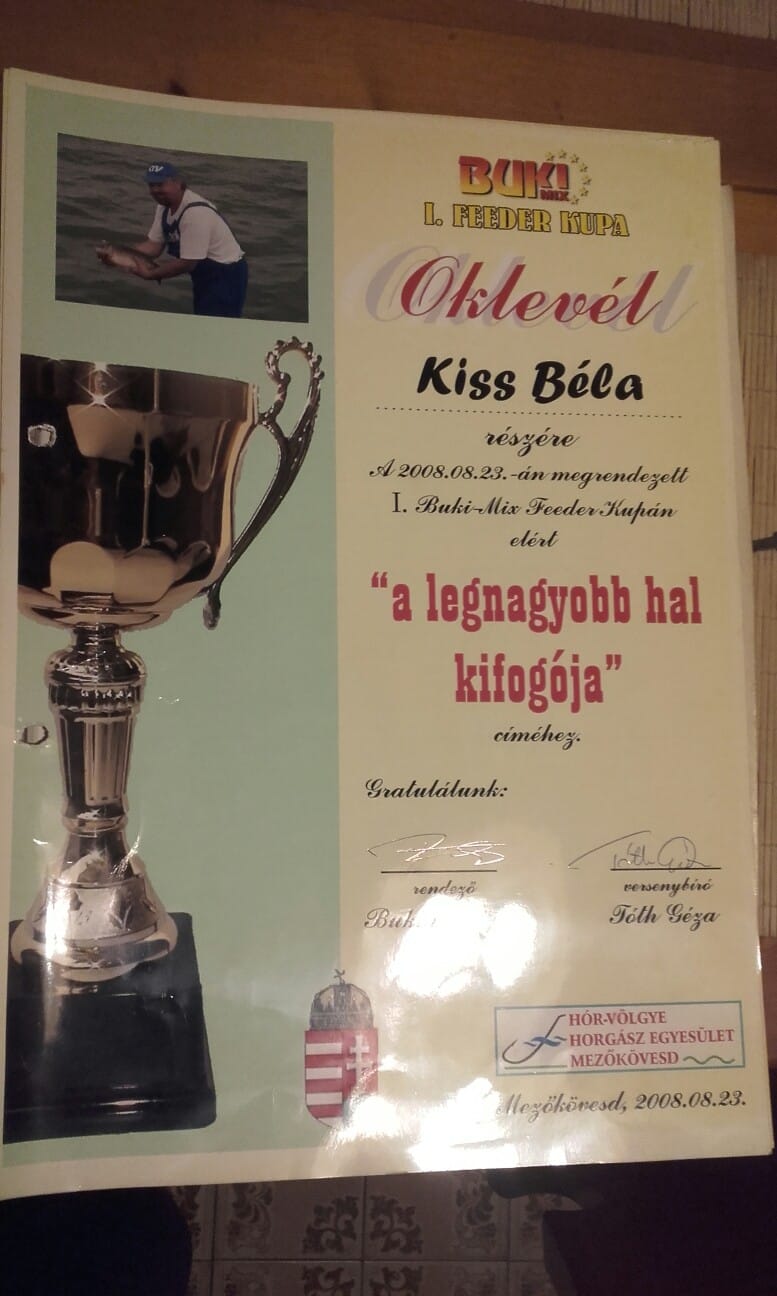 BUKI
MIX
I. FEEDER KUPA
Oklevél
Kiss Béla
részére
A 2008.08.23.-án megrendezett
I. Buki-Mix Feeder Kupán
elért
“a legnagyobb hal
kifogója”
címéhez.
Gratulálunk:
rendező
versenybíró
Tóth Géza
HÓR-VÖLGYE
HORGÁSZ EGYESÜLET
MEZŐKÖVESD
Mezőkövesd, 2008.08.23.